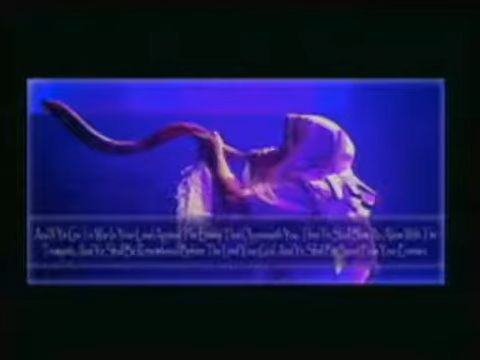 And If Ye Go To War In Your Land Against The Enemy That Oppresseth You, Then Ye Shall Blow An Alarm With The
Trumpets, And Ye Shall Be Remembered Before The Lord Your God, And Ye Shall Be Saved From Your Enemies